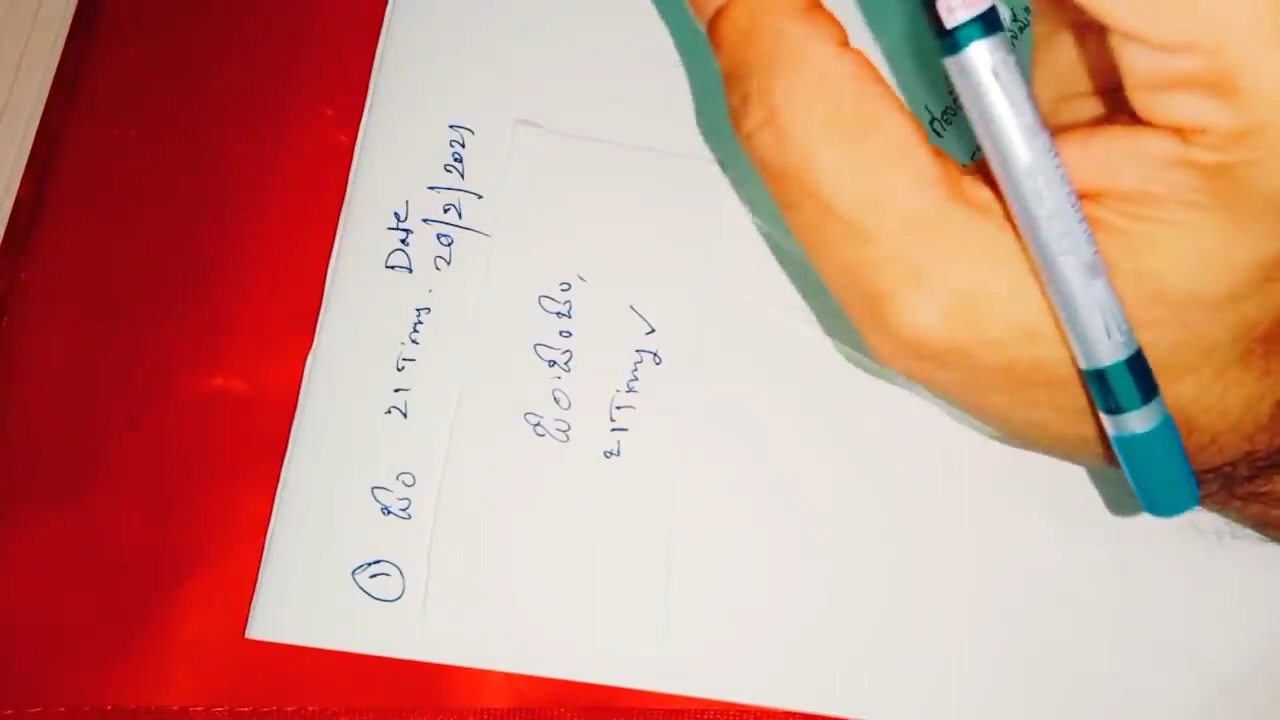 ① ఓం 21 Times. Date
20/2/2021
ఓం. ఓం ఓం,
21 Times ✓